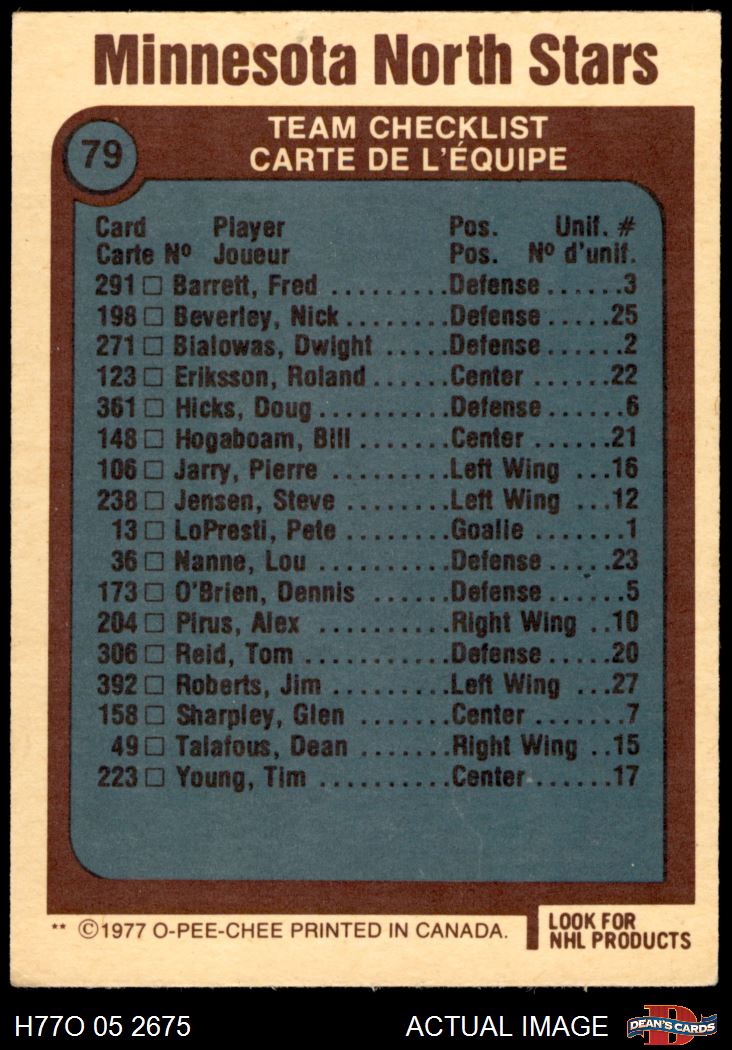 Minnesota North Stars
79
TEAM CHECKLIST
CARTE DE L'ÉQUIPE
Card Player Pos. Unif. #
Carte Nº Joueur Pos. Nº d'unif.
291 □ Barrett, Fred .........Defense ......3
198 □ Beverley, Nick ........Defense .....25
271 □ Bialowas, Dwight .....Defense ......2
123 □ Eriksson, Roland ......Center ......22
361 □ Hicks, Doug ..........Defense ......6
148 □ Hogaboam, Bill .......Center ......21
106 □ Jarry, Pierre .........Left Wing ...16
238 □ Jensen, Steve ........Left Wing ...12
13 □ LoPresti, Pete ........Goalie .......1
36 □ Nanne, Lou ..........Defense .....23
173 □ O'Brien, Dennis ......Defense ......5
204 □ Pirus, Alex ..........Right Wing ..10
306 □ Reid, Tom ...........Defense .....20
392 □ Roberts, Jim .........Left Wing ...27
158 □ Sharpley, Glen .......Center .......7
49 □ Talafous, Dean .......Right Wing ..15
223 □ Young, Tim ..........Center ......17
** ©1977 O-PEE-CHEE PRINTED IN CANADA.
LOOK FOR
NHL PRODUCTS
H77O 05 2675 ACTUAL IMAGE DEAN'S CARDS